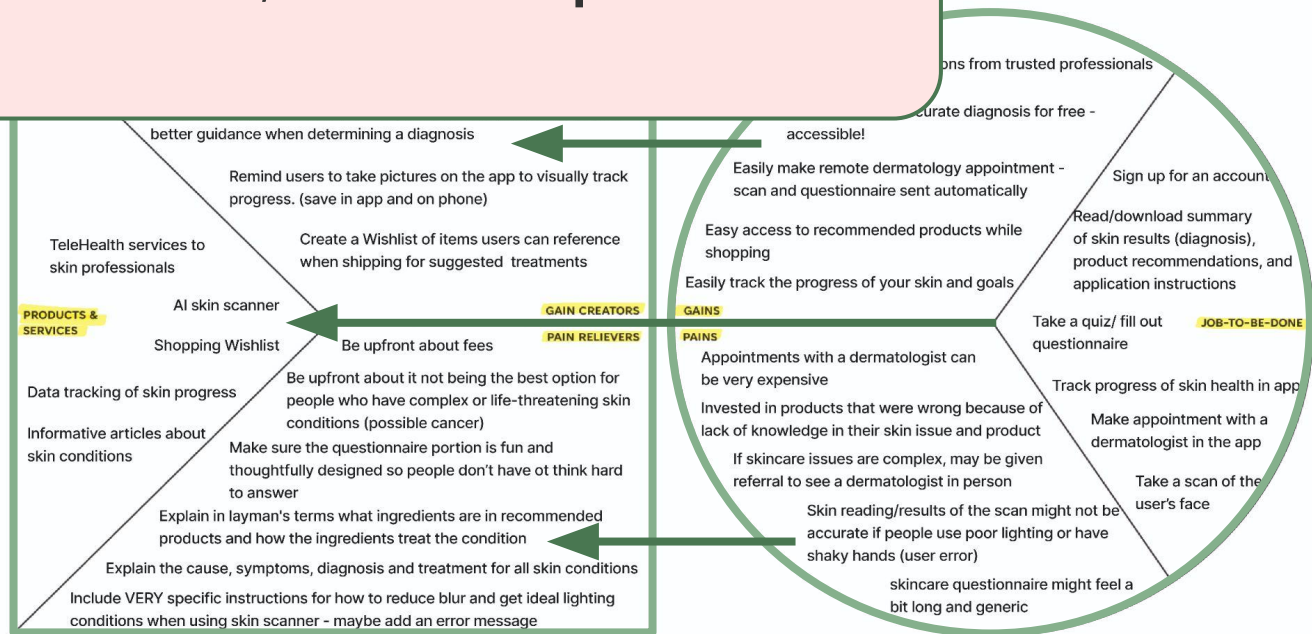 better guidance when determining a diagnosis
Remind users to take pictures on the app to visually track
progress. (save in app and on phone)
Create a Wishlist of items users can reference
when shipping for suggested treatments
GAIN CREATORS
TeleHealth services to
skin professionals
AI skin scanner
PRODUCTS &
SERVICES
Shopping Wishlist
Data tracking of skin progress
Informative articles about
skin conditions
PAIN RELIEVERS
Be upfront about fees
Be upfront about it not being the best option for
people who have complex or life-threatening skin
conditions (possible cancer)
Make sure the questionnaire portion is fun and
thoughtfully designed so people don't have ot think hard
to answer
Explain in layman's terms what ingredients are in recommended
products and how the ingredients treat the condition
Explain the cause, symptoms, diagnosis and treatment for all skin conditions
Include VERY specific instructions for how to reduce blur and get ideal lighting
conditions when using skin scanner - maybe add an error message
from trusted professionals
diagnosis for free -
accessible!
Easily make remote dermatology appointment -
scan and questionnaire sent automatically
Easy access to recommended products while
shopping
Easily track the progress of your skin and goals
GAINS
PAINS
Appointments with a dermatologist can
be very expensive
Invested in products that were wrong because of
lack of knowledge in their skin issue and product
If skincare issues are complex, may be given
referral to see a dermatologist in person
Skin reading/results of the scan might not be
accurate if people use poor lighting or have
shaky hands (user error)
skincare questionnaire might feel a
bit long and generic
Sign up for an account
Read/download summary
of skin results (diagnosis),
product recommendations, and
application instructions
Take a quiz/ fill out
questionnaire
JOB-TO-BE-DONE
Track progress of skin health in app
Make appointment with a
dermatologist in the app
Take a scan of the
user's face